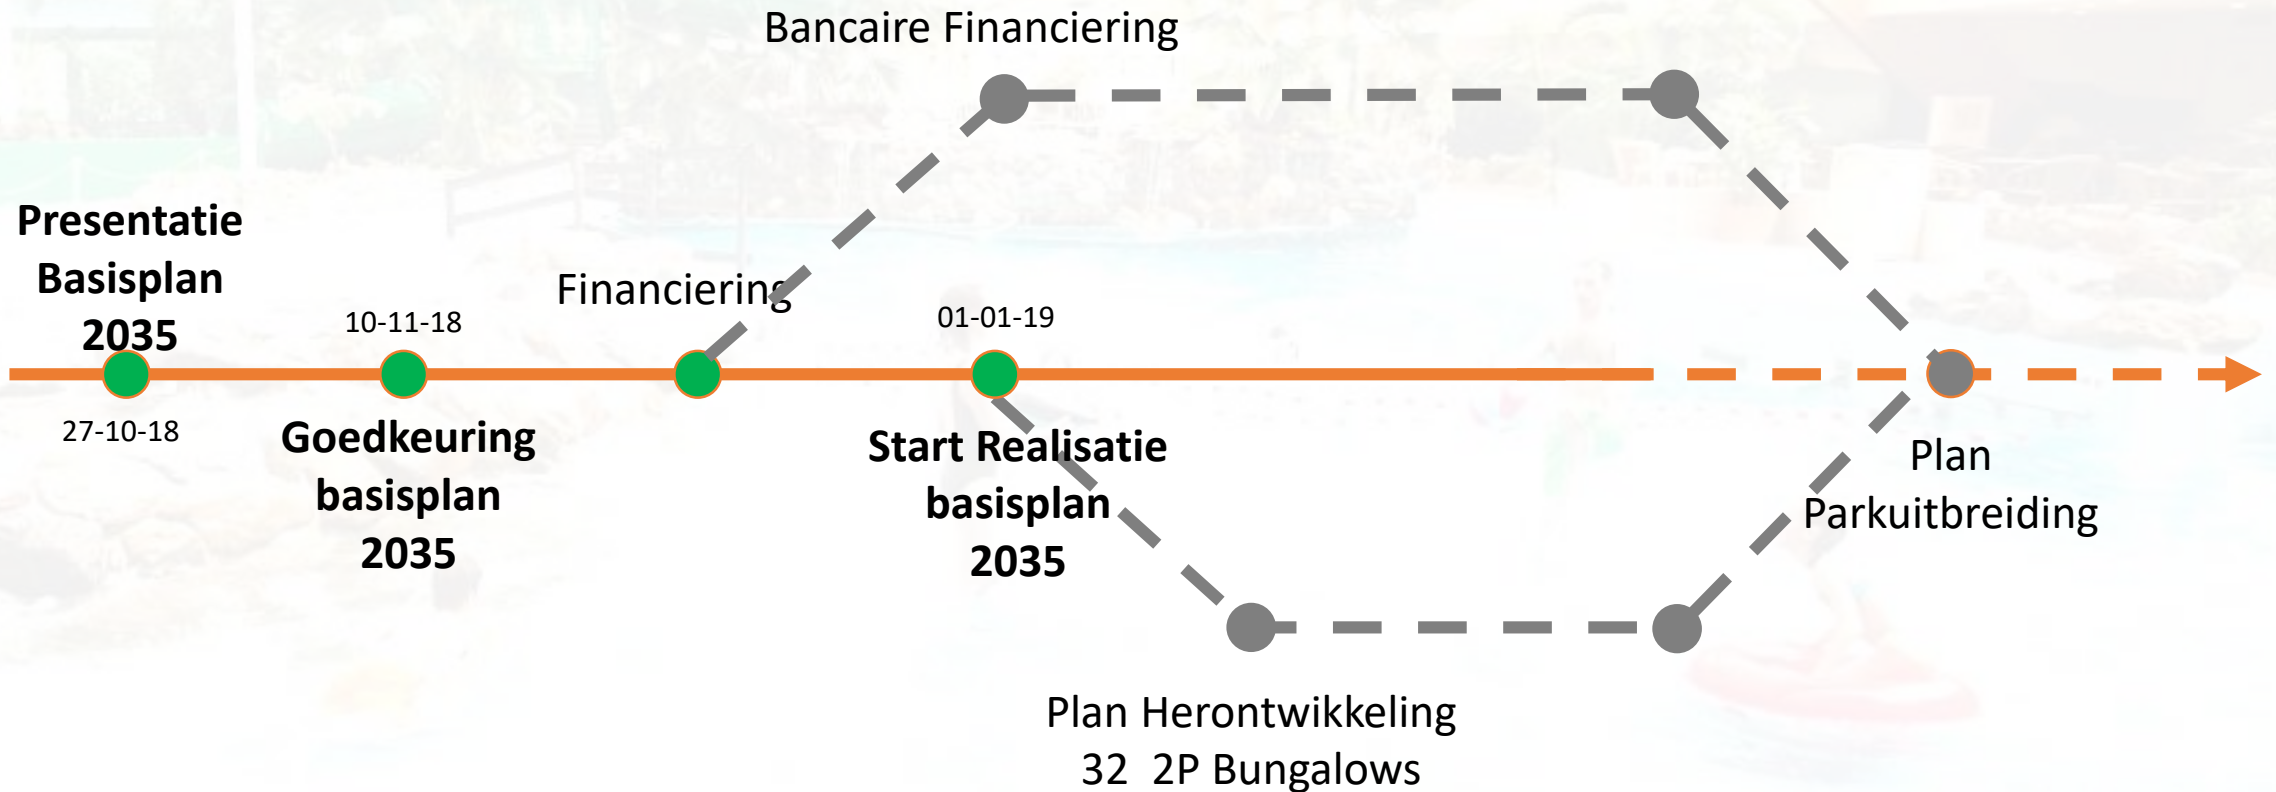 Bancaire Financiering
Presentatie
Basisplan
2035
27-10-18
10-11-18
Goedkeuring
basisplan
2035
Financiering
01-01-19
Start Realisatie
basisplan
2035
Plan
Parkuitbreiding
Plan Herontwikkeling
32 2P Bungalows